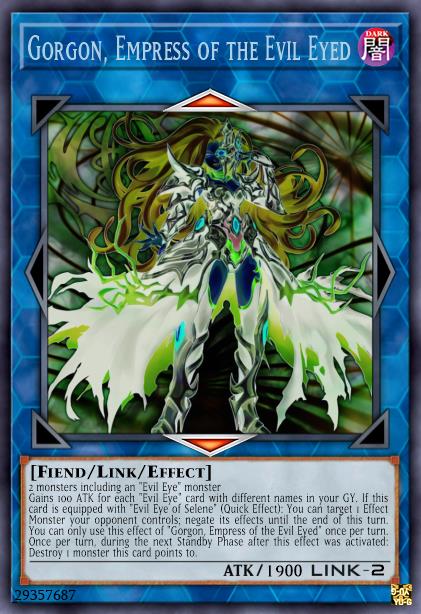 Gorgon, Empress of the Evil Eyed
DARK
闇
[Fiend/Link/Effect]
2 monsters including an "Evil Eye" monster
Gains 100 ATK for each "Evil Eye" card with different names in your GY. If this
card is equipped with "Evil Eye of Selene" (Quick Effect): You can target 1 Effect
Monster your opponent controls; negate its effects until the end of this turn.
You can only use this effect of "Gorgon, Empress of the Evil Eyed" once per turn.
Once per turn, during the next Standby Phase after this effect was activated:
Destroy 1 monster this card points to.
ATK/1900 LINK-2
29357687